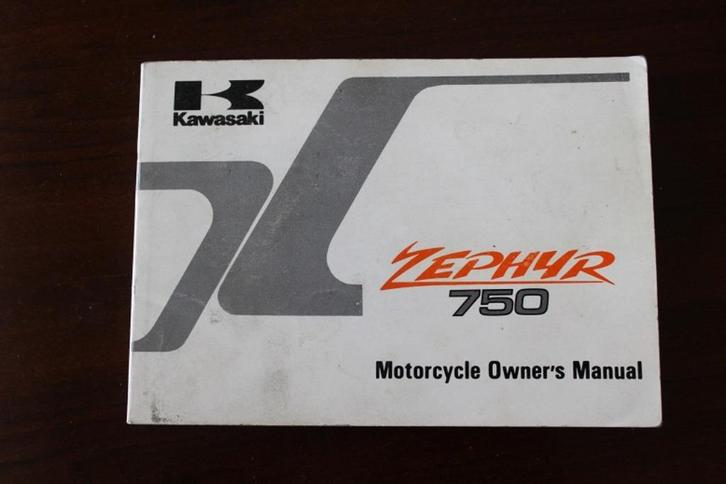 Kawasaki
ZEPHYR
750
Motorcycle Owner's Manual